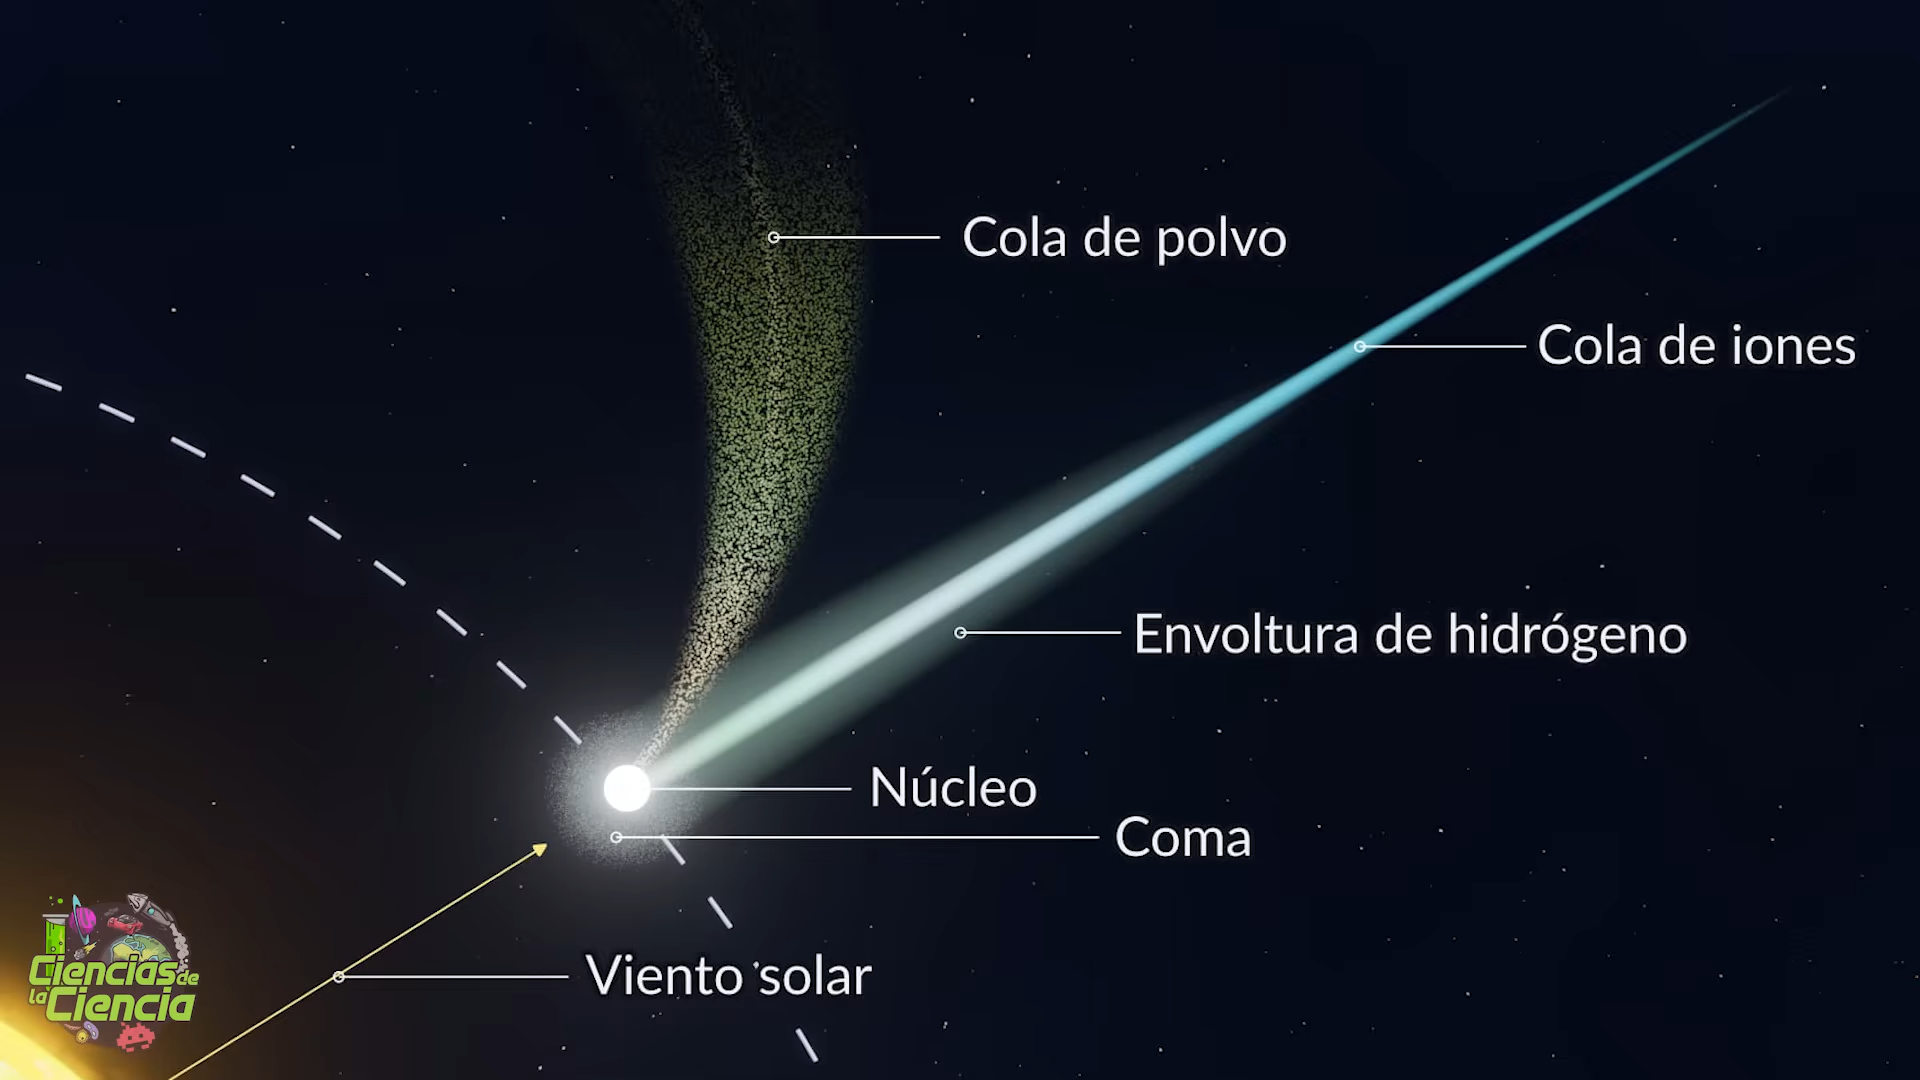 Cola de polvo
Cola de iones
Envoltura de hidrógeno
Núcleo
Coma
Viento solar
Ciencias de
la Ciencia